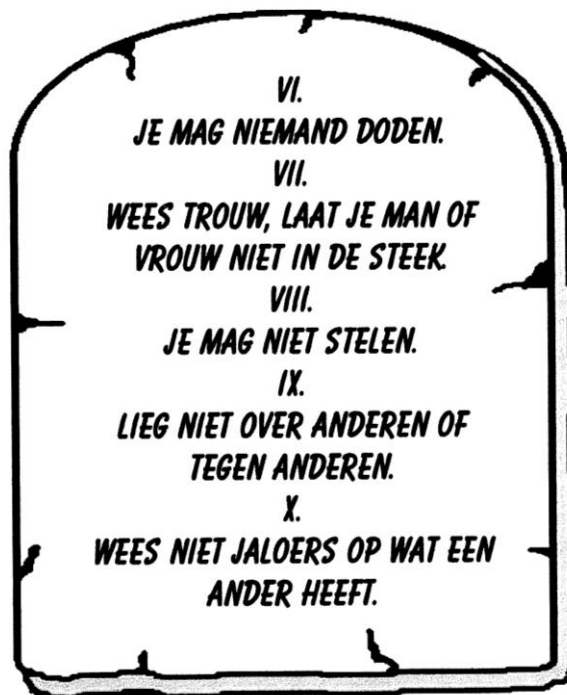 VI.
JE MAG NIEMAND DODEN.
VII.
WEES TROUW, LAAT JE MAN OF
VROUW NIET IN DE STEEK.
VIII.
JE MAG NIET STELEN.
IX.
LIEG NIET OVER ANDEREN OF
TEGEN ANDEREN.
X.
WEES NIET JALOERS OP WAT EEN
ANDER HEEFT.